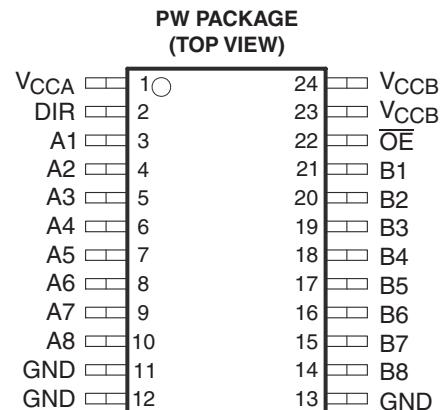 PW PACKAGE
(TOP VIEW)
VCCA 1 24 VCCB
DIR 2 23 VCCB
A1 3 22 O̅E̅
A2 4 21 B1
A3 5 20 B2
A4 6 19 B3
A5 7 18 B4
A6 8 17 B5
A7 9 16 B6
A8 10 15 B7
GND 11 14 B8
GND 12 13 GND